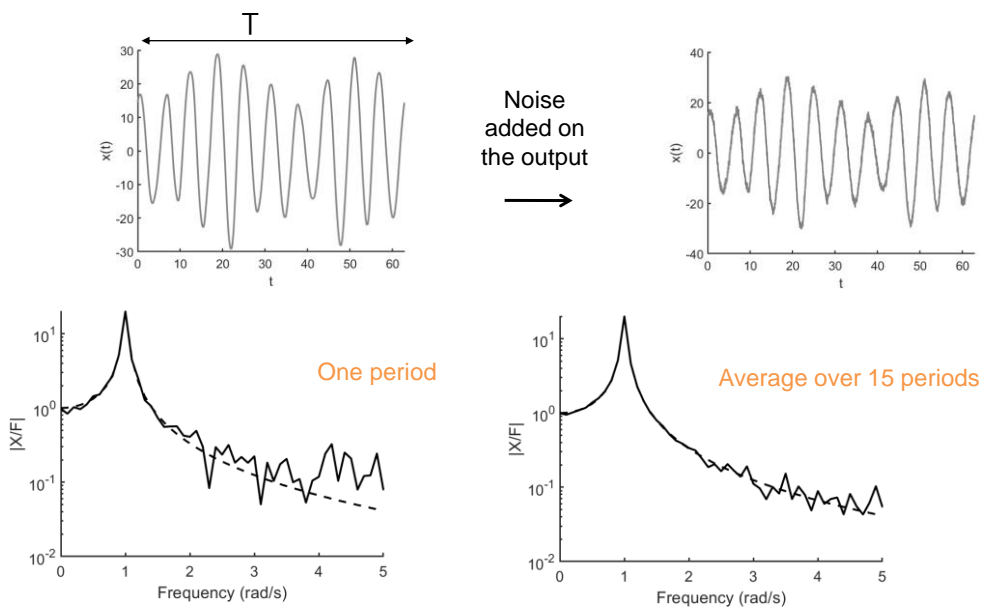 T
30
20
10
0
-10
-20
-30
x(t)
0 10 20 30 40 50 60
t
Noise
added on
the output
40
20
0
-20
-40
x(t)
0 10 20 30 40 50 60
t
10^1
10^0
10^-1
10^-2
|X/F|
One period
0 1 2 3 4 5
Frequency (rad/s)
10^1
10^0
10^-1
10^-2
|X/F|
Average over 15 periods
0 1 2 3 4 5
Frequency (rad/s)